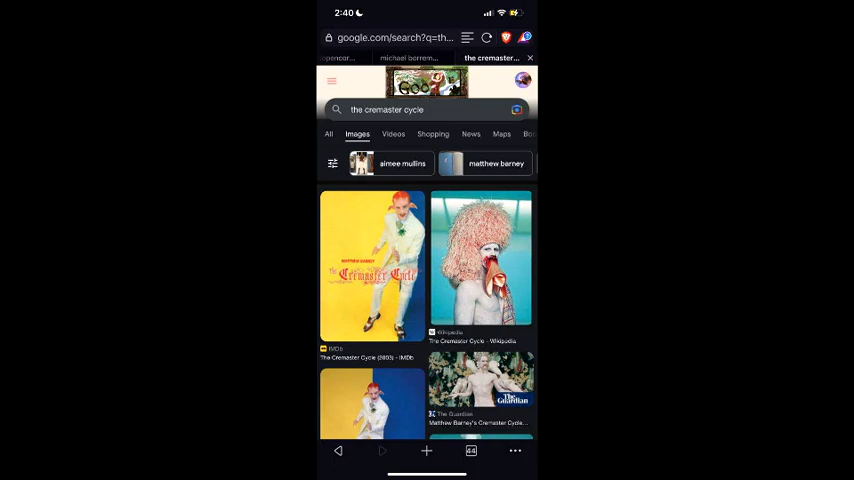 2:40
google.com/search?q=th...
michael borrem...
the cremaster...
the cremaster cycle
All Images Videos Shopping News Maps
aimee mullins
matthew barney
MATTHEW BARNEY
the Cremaster Cycle
IMDb
The Cremaster Cycle (2003) - IMDb
Wikipedia
The Cremaster Cycle - Wikipedia
The Guardian
The Guardian
Matthew Barney's Cremaster Cycle...
44